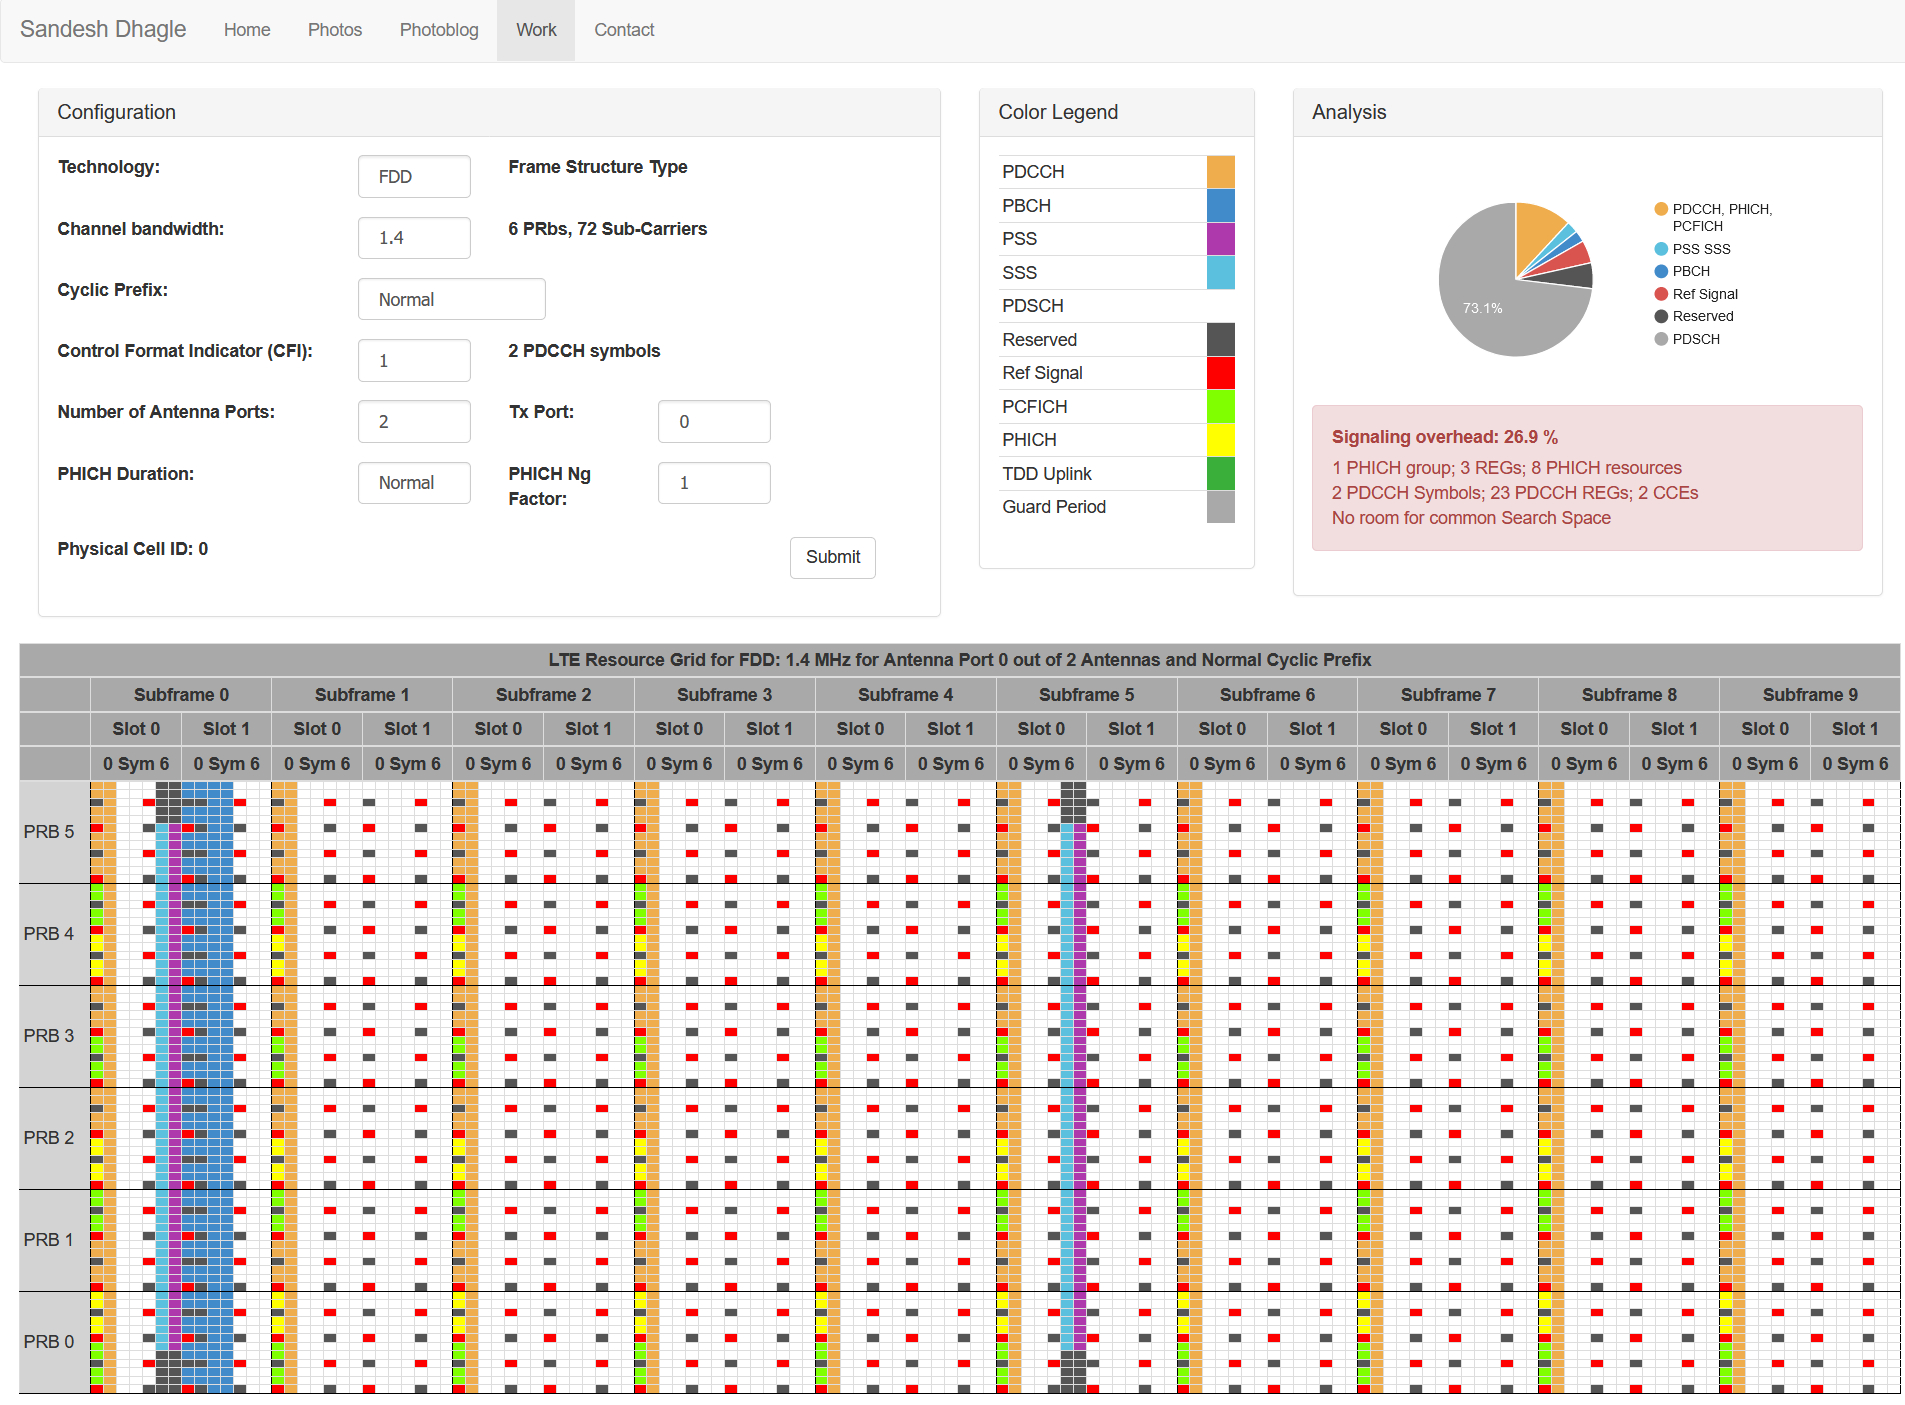 Sandesh Dhagle Home Photos Photoblog Work Contact
Configuration
Technology: FDD Frame Structure Type
Channel bandwidth: 1.4 6 PRbs, 72 Sub-Carriers
Cyclic Prefix: Normal
Control Format Indicator (CFI): 1 2 PDCCH symbols
Number of Antenna Ports: 2 Tx Port: 0
PHICH Duration: Normal PHICH Ng Factor: 1
Physical Cell ID: 0 Submit
Color Legend
PDCCH
PBCH
PSS
SSS
PDSCH
Reserved
Ref Signal
PCFICH
PHICH
TDD Uplink
Guard Period
Analysis
73.1%
PDCCH, PHICH,
PCFICH
PSS SSS
PBCH
Ref Signal
Reserved
PDSCH
Signaling overhead: 26.9 %
1 PHICH group; 3 REGs; 8 PHICH resources
2 PDCCH Symbols; 23 PDCCH REGs; 2 CCEs
No room for common Search Space
LTE Resource Grid for FDD: 1.4 MHz for Antenna Port 0 out of 2 Antennas and Normal Cyclic Prefix
Subframe 0 Subframe 1 Subframe 2 Subframe 3 Subframe 4 Subframe 5 Subframe 6 Subframe 7 Subframe 8 Subframe 9
Slot 0 Slot 1 Slot 0 Slot 1 Slot 0 Slot 1 Slot 0 Slot 1 Slot 0 Slot 1 Slot 0 Slot 1 Slot 0 Slot 1 Slot 0 Slot 1 Slot 0 Slot 1 Slot 0 Slot 1
0 Sym 6 0 Sym 6 0 Sym 6 0 Sym 6 0 Sym 6 0 Sym 6 0 Sym 6 0 Sym 6 0 Sym 6 0 Sym 6 0 Sym 6 0 Sym 6 0 Sym 6 0 Sym 6 0 Sym 6 0 Sym 6 0 Sym 6 0 Sym 6 0 Sym 6 0 Sym 6
PRB 5
PRB 4
PRB 3
PRB 2
PRB 1
PRB 0